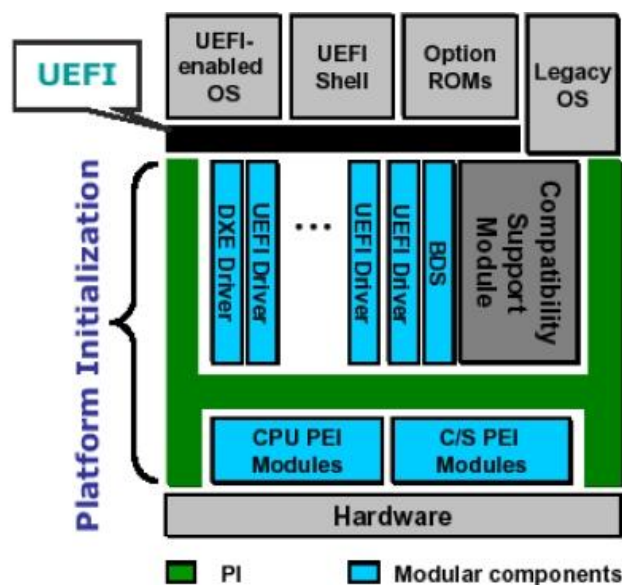 UEFI
UEFI-
enabled
OS
UEFI
Shell
Option
ROMs
Legacy
OS
Platform Initialization
DXE Driver
UEFI Driver
...
UEFI Driver
UEFI Driver
BDS
Compatibility
Support
Module
CPU PEI
Modules
C/S PEI
Modules
Hardware
PI
Modular components